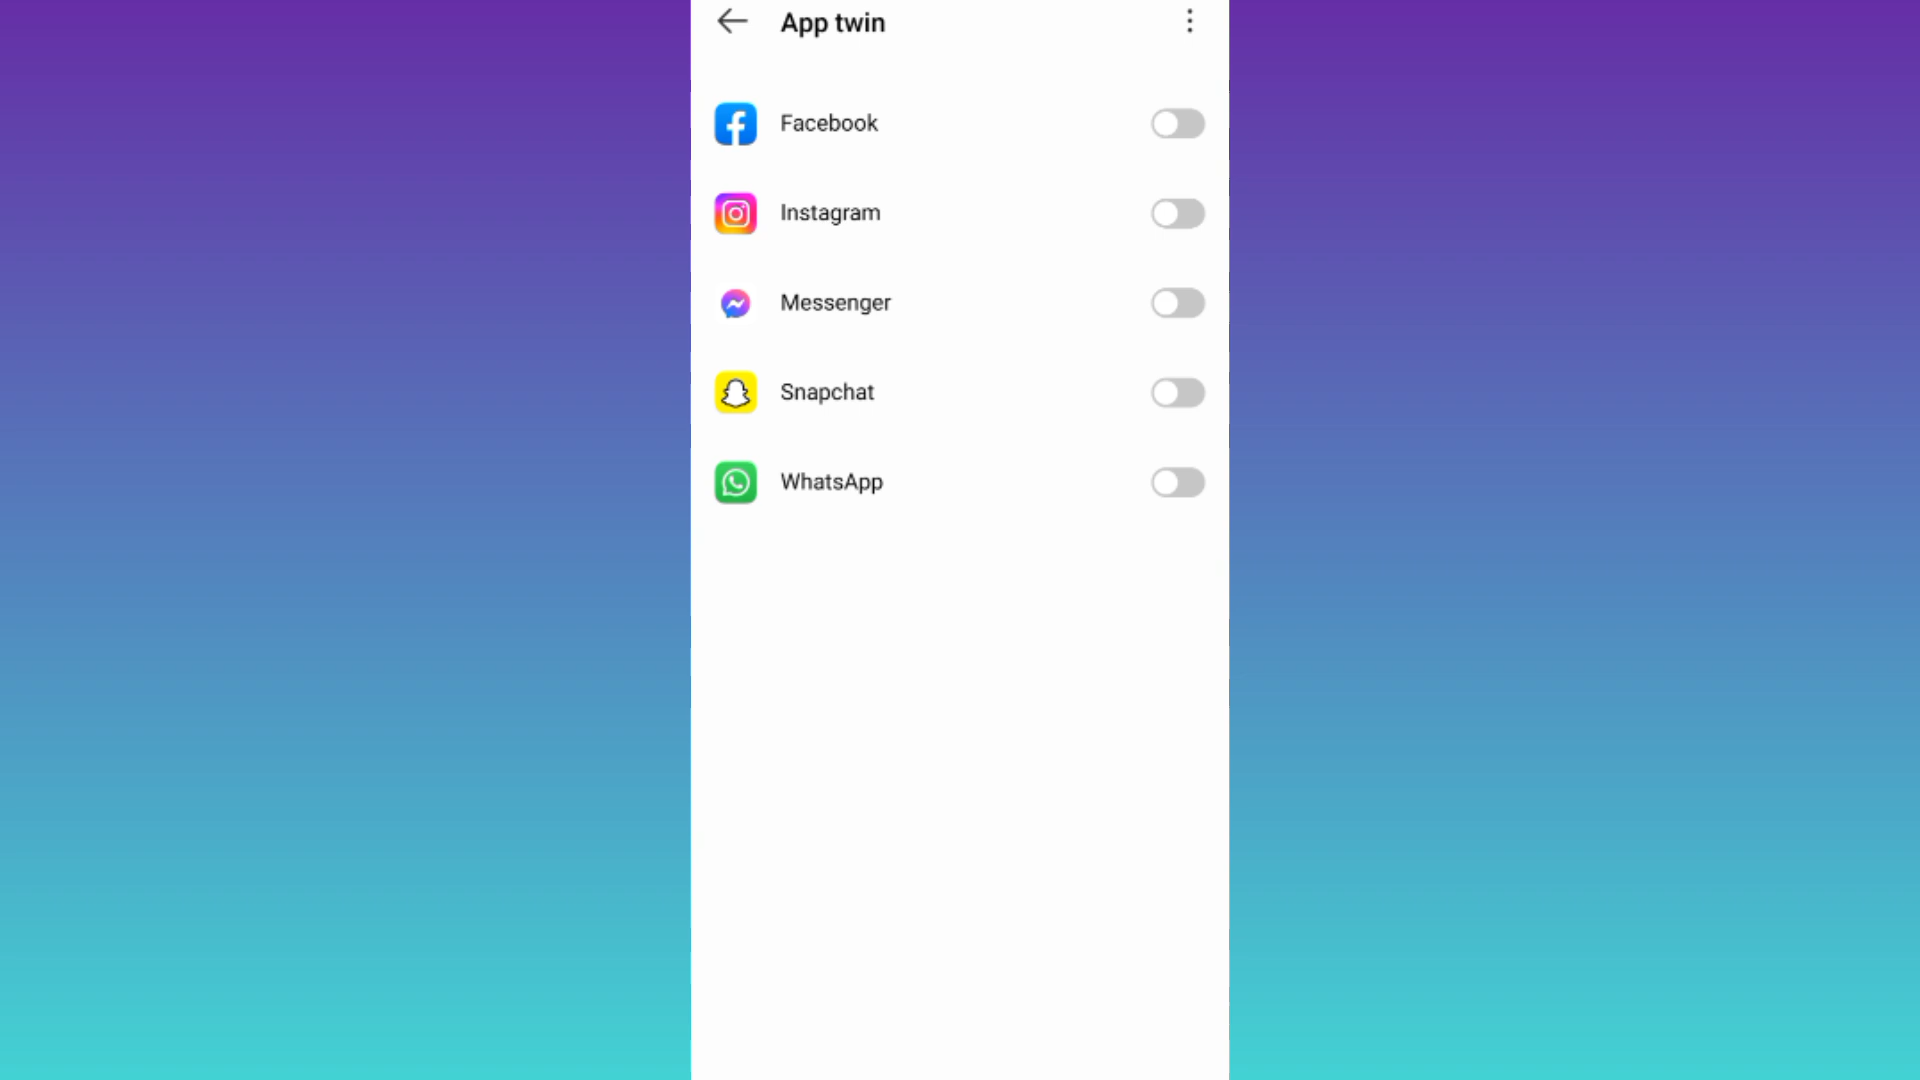 App twin
Facebook
Instagram
Messenger
Snapchat
WhatsApp